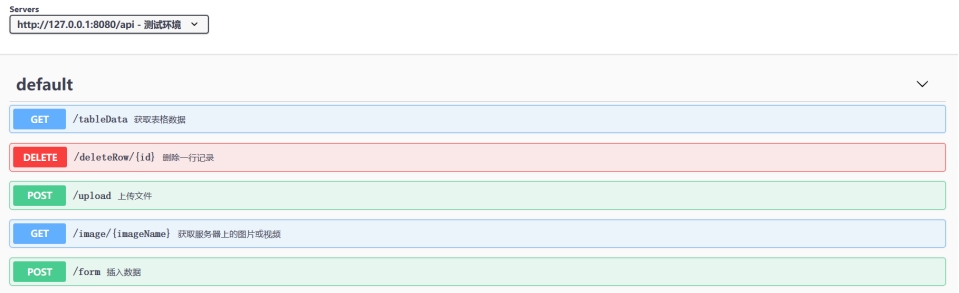 Servers
http://127.0.0.1:8080/api - 测试环境
default
GET /tableData 获取表格数据
DELETE /deleteRow/{id} 删除一行记录
POST /upload 上传文件
GET /image/{imageName} 获取服务器上的图片或视频
POST /form 插入数据